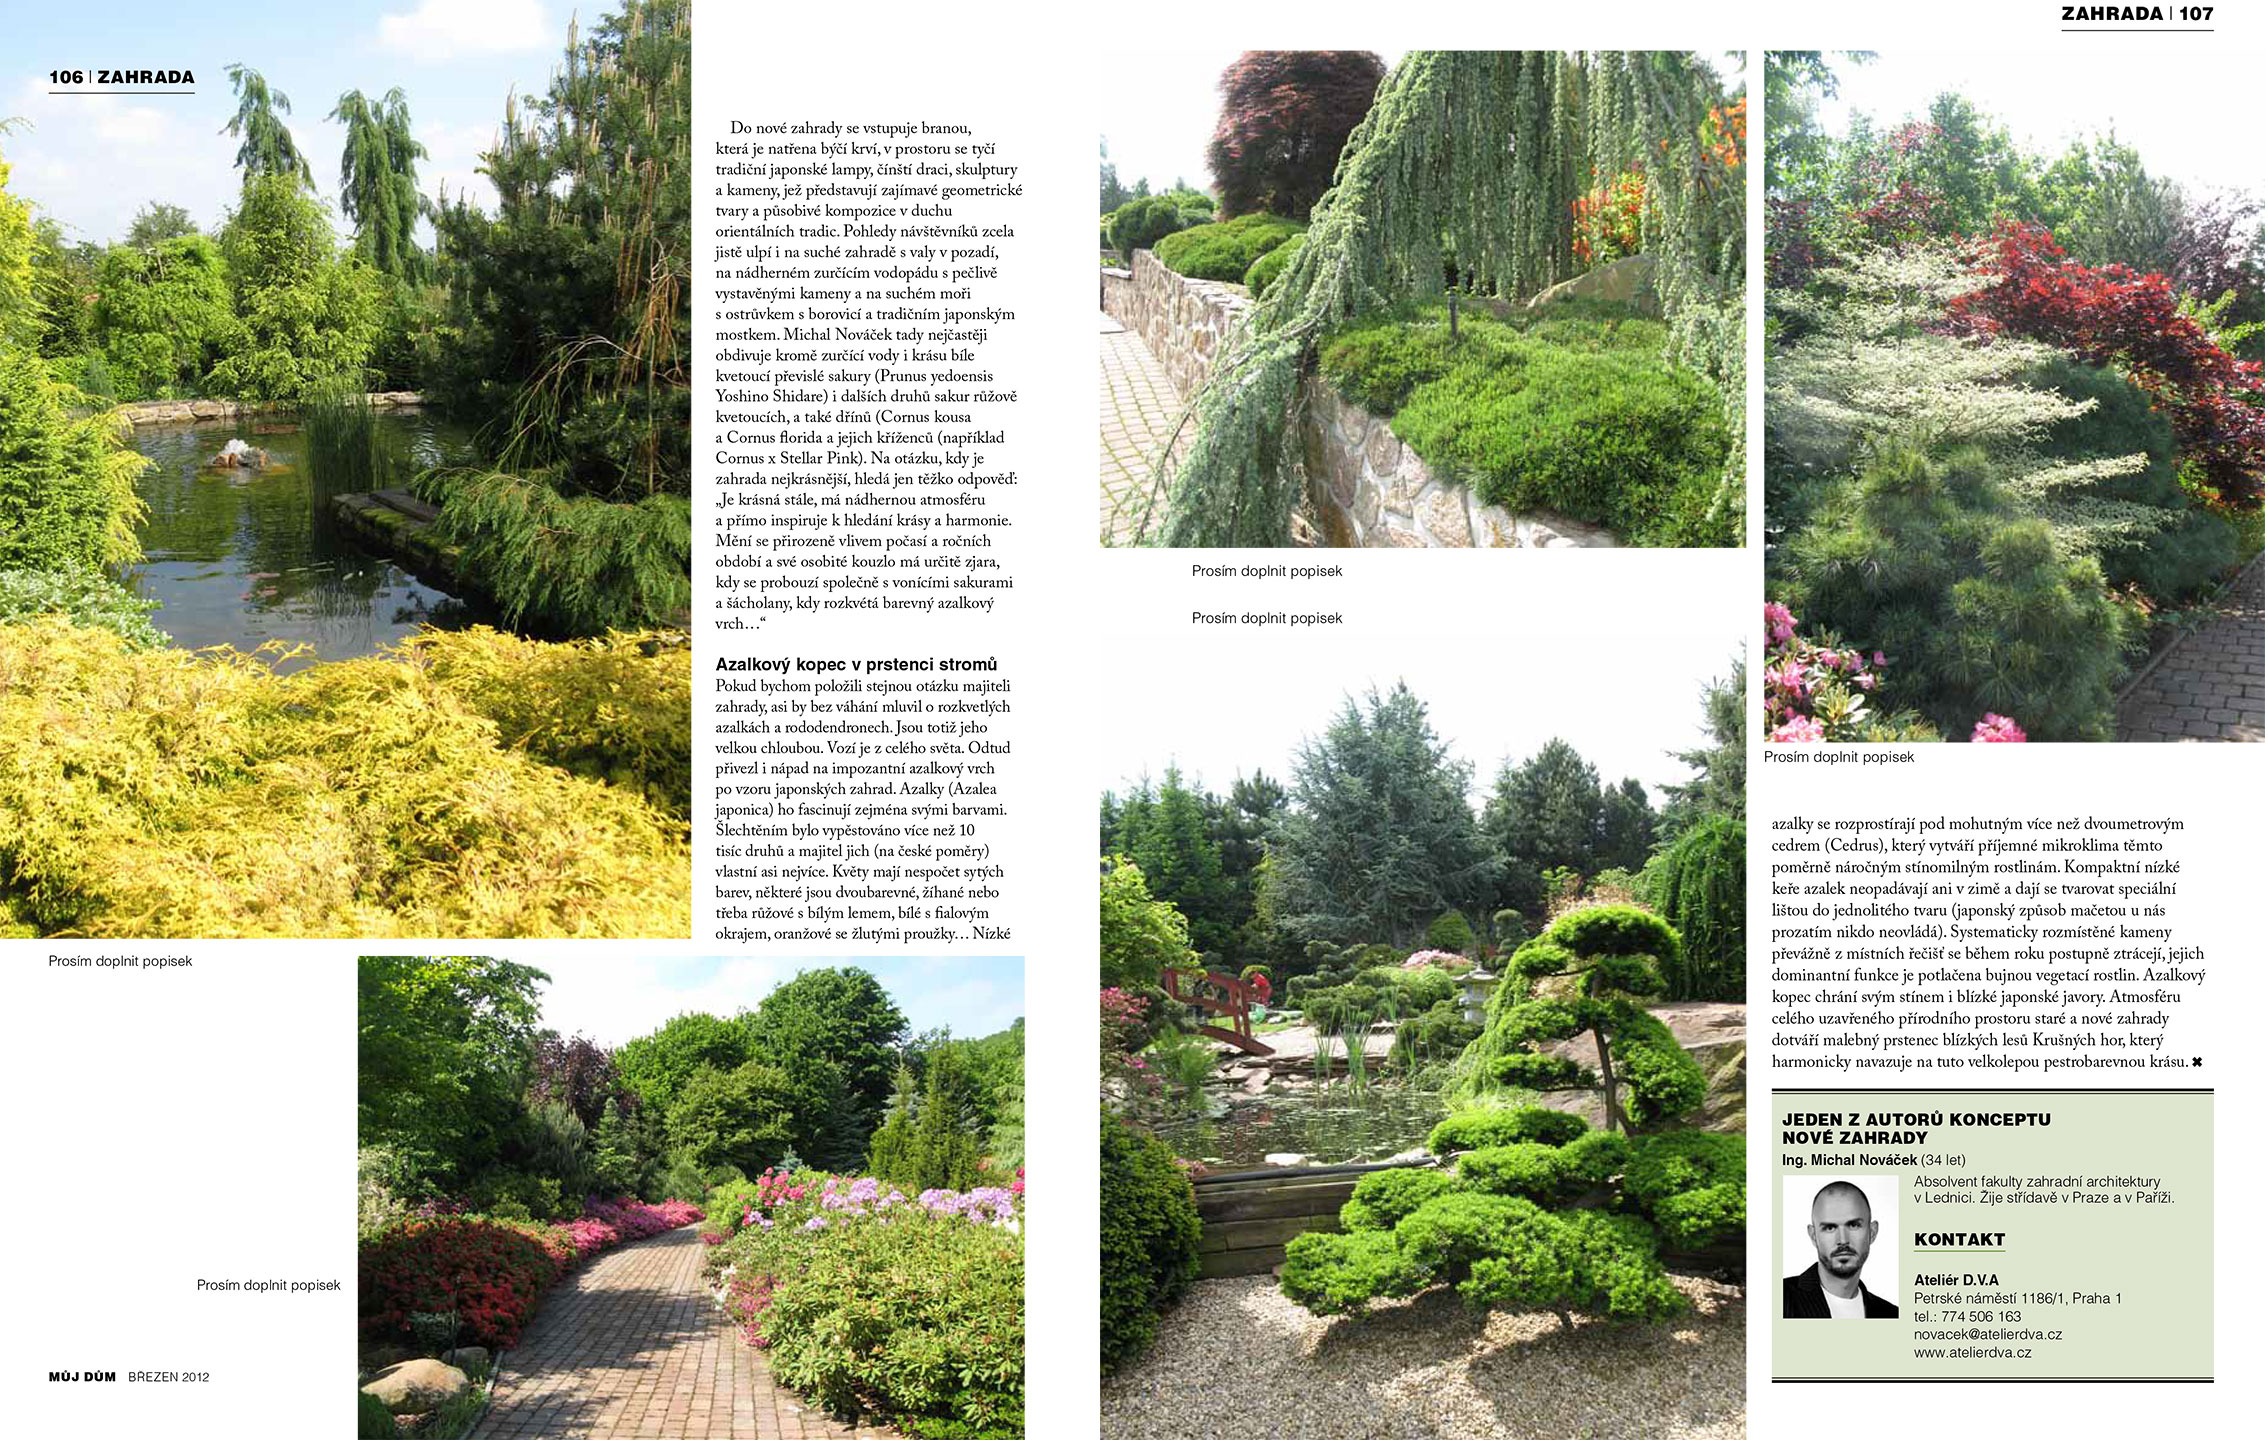 106 | ZAHRADA
Do nové zahrady se vstupuje branou,
která je natřena býčí krví, v prostoru se tyčí
tradiční japonské lampy, čínští draci, skulptury
a kameny, jež představují zajímavé geometrické
tvary a působivé kompozice v duchu
orientálních tradic. Pohledy návštěvníků zcela
jistě ulpí i na suché zahradě s valy v pozadí,
na nádherném zurčícím vodopádu s pečlivě
vystavěnými kameny a na suchém moři
s ostrůvkem s borovicí a tradičním japonským
mostkem. Michal Nováček tady nejčastěji
obdivuje kromě zurčící vody i krásu bíle
kvetoucí převislé sakury (Prunus yedoensis
Yoshino Shidare) i dalších druhů sakur růžově
kvetoucích, a také dřínů (Cornus kousa
a Cornus florida a jejich kříženců (například
Cornus x Stellar Pink). Na otázku, kdy je
zahrada nejkrásnější, hledá jen těžko odpověď:
„Je krásná stále, má nádhernou atmosféru
a přímo inspiruje k hledání krásy a harmonie.
Mění se přirozeně vlivem počasí a ročních
období a své osobité kouzlo má určitě zjara,
kdy se probouzí společně s vonícími sakurami
a šácholany, kdy rozkvétá barevný azalkový
vrch…“
Azalkový kopec v prstenci stromů
Pokud bychom položili stejnou otázku majiteli
zahrady, asi by bez váhání mluvil o rozkvetlých
azalkách a rododendronech. Jsou totiž jeho
velkou chloubou. Vozí je z celého světa. Odtud
přivezl i nápad na impozantní azalkový vrch
po vzoru japonských zahrad. Azalky (Azalea
japonica) ho fascinují zejména svými barvami.
Šlechtěním bylo vypěstováno více než 10
tisíc druhů a majitel jich (na české poměry)
vlastní asi nejvíce. Květy mají nespočet sytých
barev, některé jsou dvoubarevné, žíhané nebo
třeba růžové s bílým lemem, bílé s fialovým
okrajem, oranžové se žlutými proužky… Nízké
Prosím doplnit popisek
Prosím doplnit popisek
MŮJ DŮM BŘEZEN 2012
ZAHRADA | 107
Prosím doplnit popisek
Prosím doplnit popisek
Prosím doplnit popisek
azalky se rozprostírají pod mohutným více než dvoumetrovým
cedrem (Cedrus), který vytváří příjemné mikroklima těmto
poměrně náročným stínomilným rostlinám. Kompaktní nízké
keře azalek neopadávají ani v zimě a dají se tvarovat speciální
lištou do jednolitého tvaru (japonský způsob mačetou u nás
prozatím nikdo neovládá). Systematicky rozmístěné kameny
převážně z místních řečišť se během roku postupně ztrácejí, jejich
dominantní funkce je potlačena bujnou vegetací rostlin. Azalkový
kopec chrání svým stínem i blízké japonské javory. Atmosféru
celého uzavřeného přírodního prostoru staré a nové zahrady
dotváří malebný prstenec blízkých lesů Krušných hor, který
harmonicky navazuje na tuto velkolepou pestrobarevnou krásu. ✖
JEDEN Z AUTORŮ KONCEPTU
NOVÉ ZAHRADY
Ing. Michal Nováček (34 let)
Absolvent fakulty zahradní architektury
v Lednici. Žije střídavě v Praze a v Paříži.
KONTAKT
Ateliér D.V.A
Petrské náměstí 1186/1, Praha 1
tel.: 774 506 163
novacek@atelierdva.cz
www.atelierdva.cz